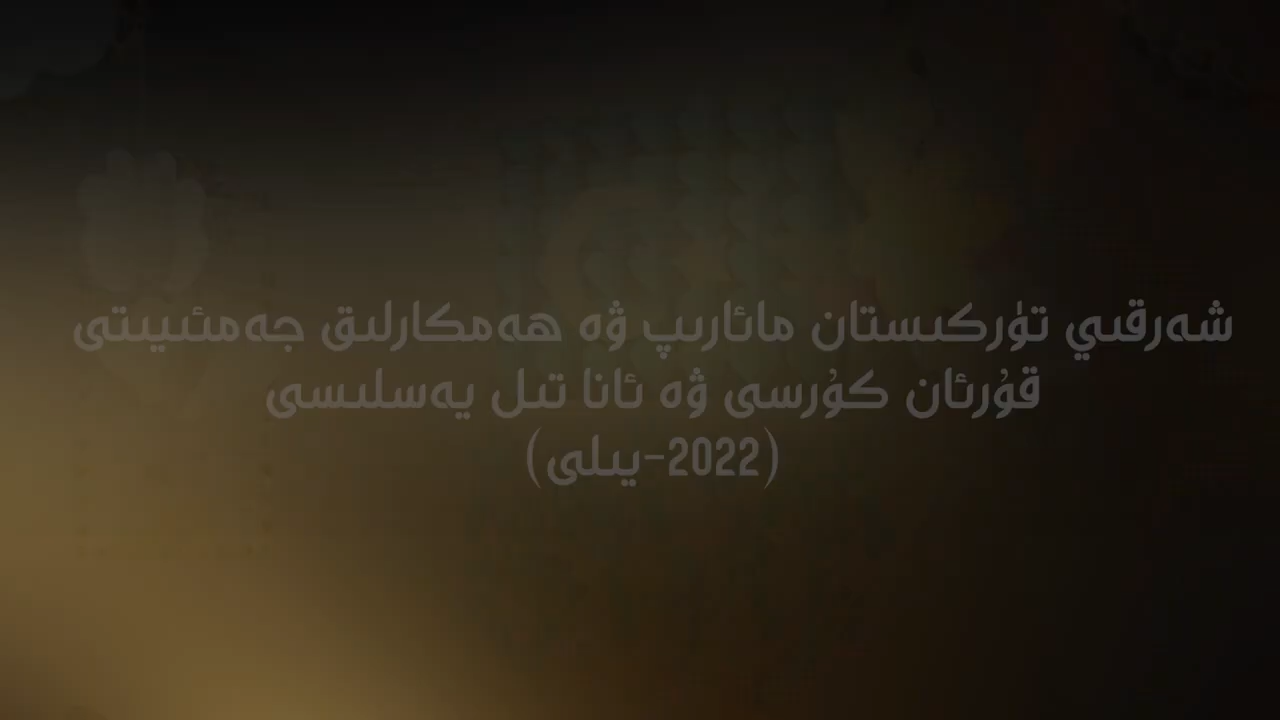 شەرقىي تۈركىستان مائارىپ ۋە ھەمكارلىق جەمئىيىتى
قۇرئان كۇرسى ۋە ئانا تىل يەسلىسى
(2022-يىلى)